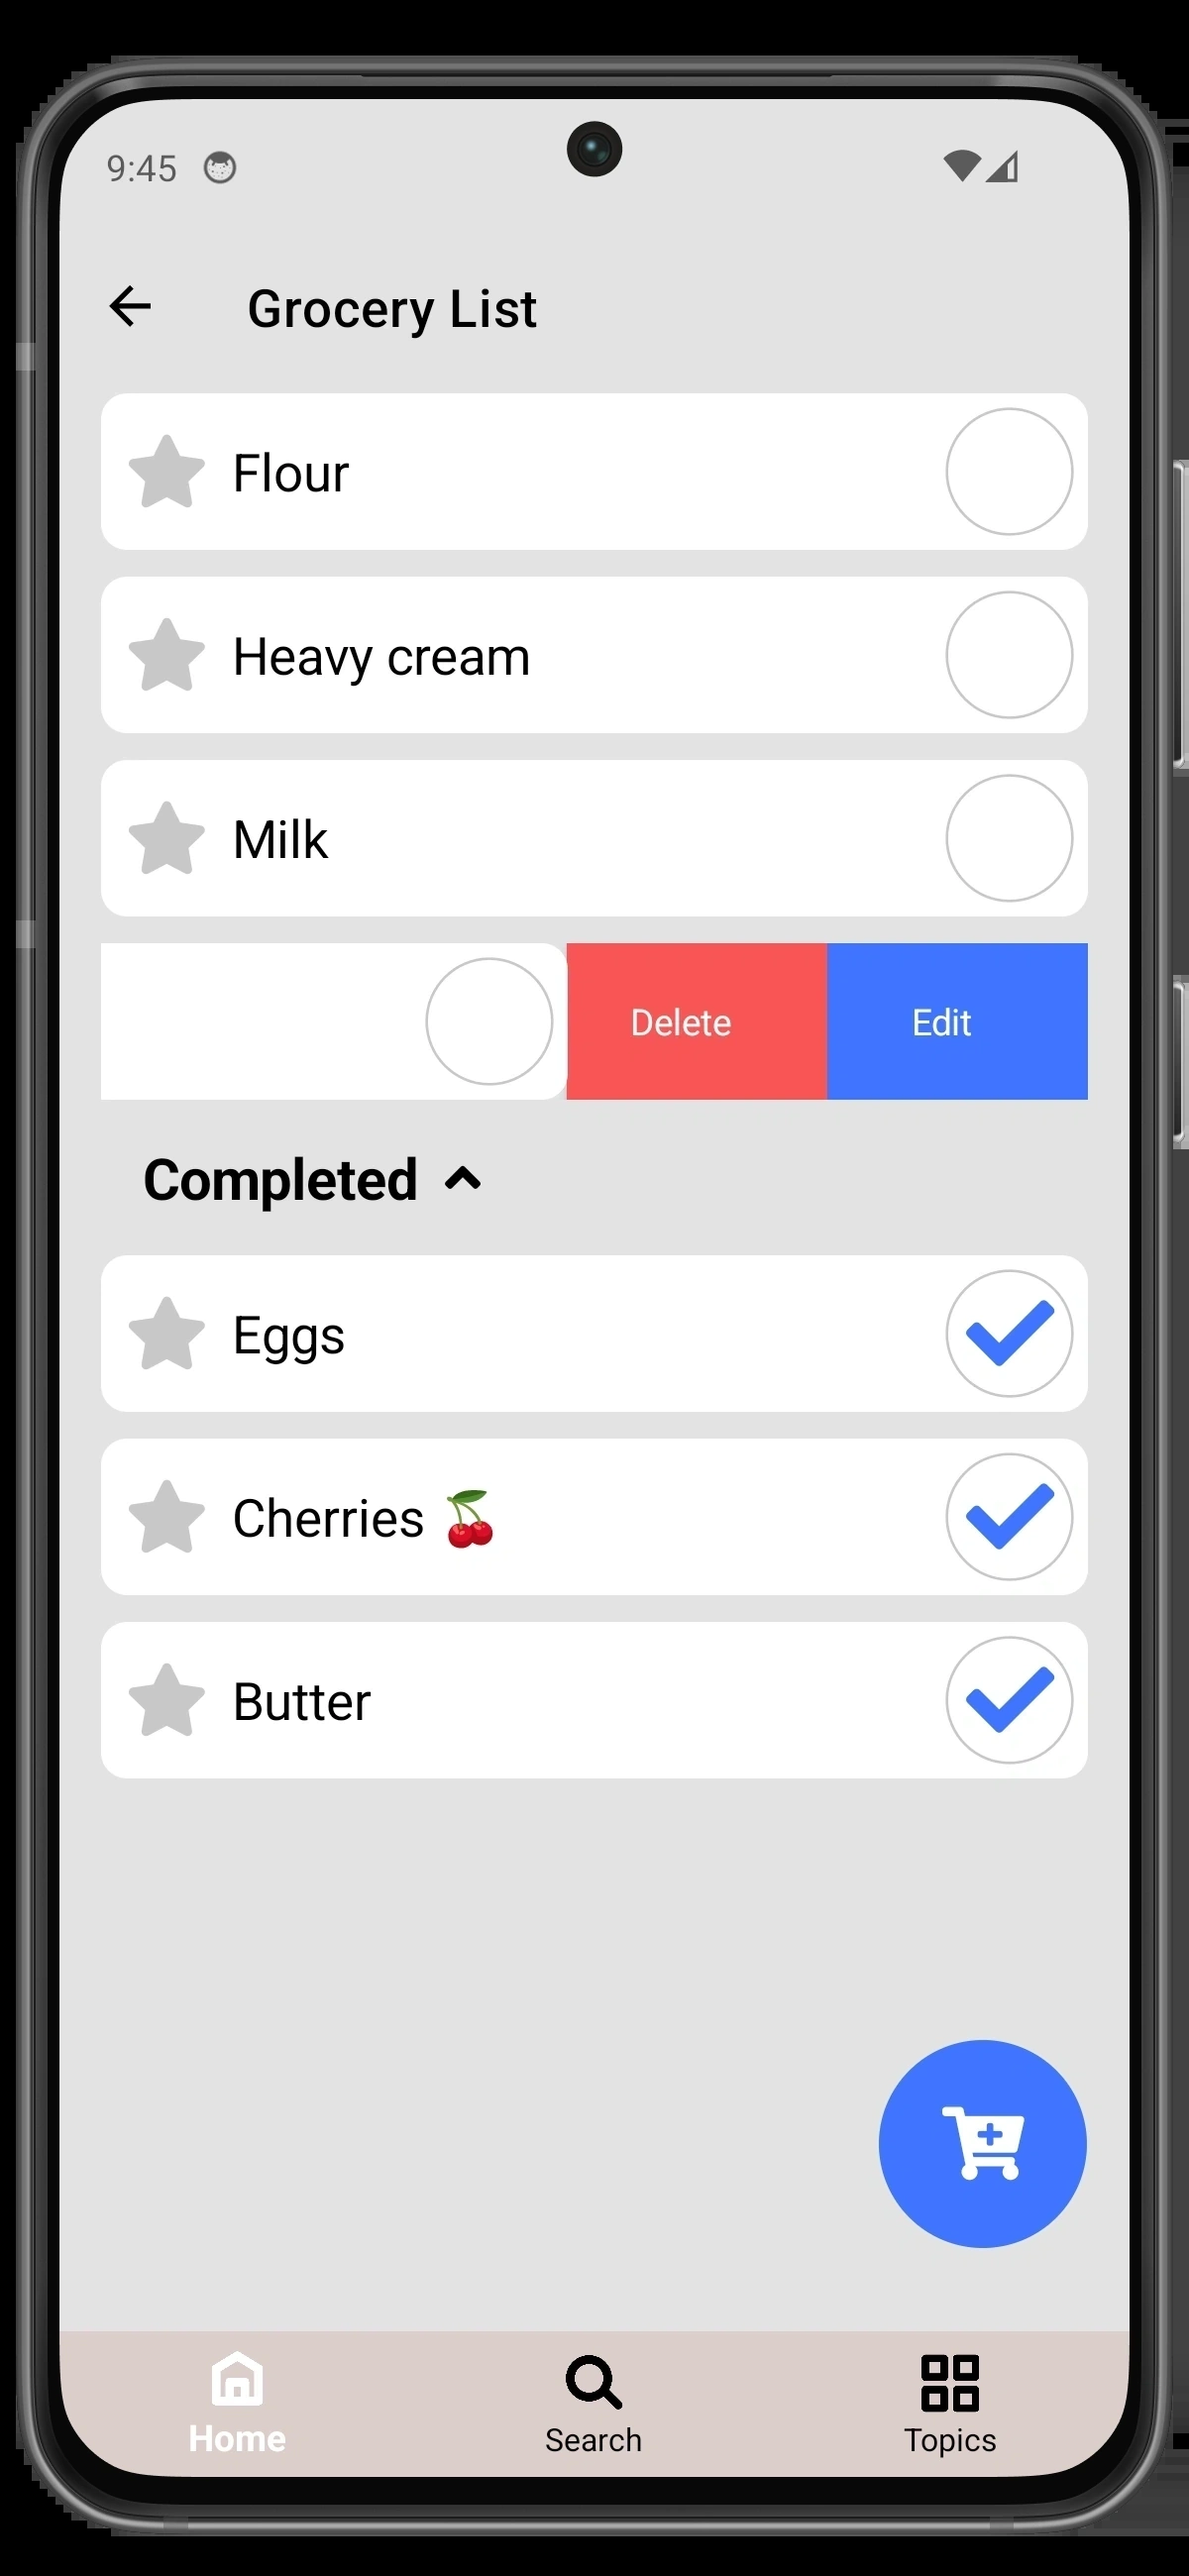 9:45
Grocery List
Flour
Heavy cream
Milk
Delete Edit
Completed
Eggs
Cherries 🍒
Butter
Home Search Topics